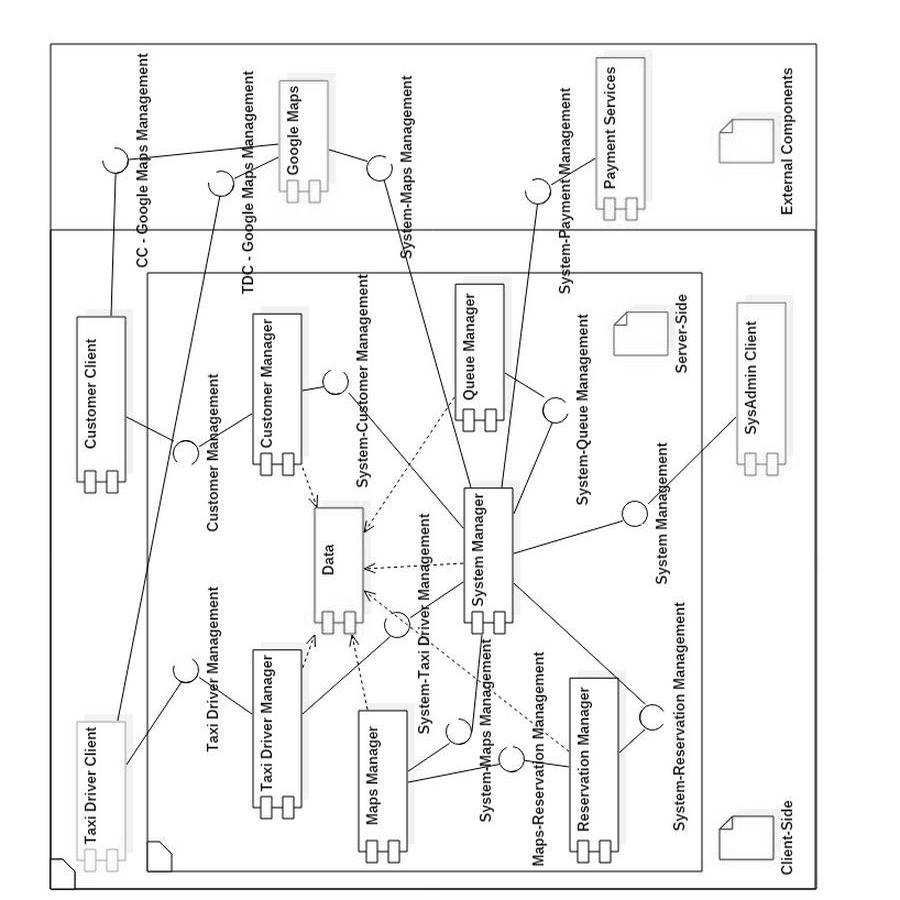 Taxi Driver Client
Customer Client
CC - Google Maps Management
Taxi Driver Management
Customer Management
TDC - Google Maps Management
Taxi Driver Manager
Customer Manager
Google Maps
Data
System-Customer Management
Maps Manager
System-Maps Management
System-Taxi Driver Management
System Manager
Queue Manager
System-Maps Management
Maps-Reservation Management
System-Payment Management
Reservation Manager
System-Queue Management
Payment Services
System Management
System-Reservation Management
Server-Side
SysAdmin Client
Client-Side
External Components